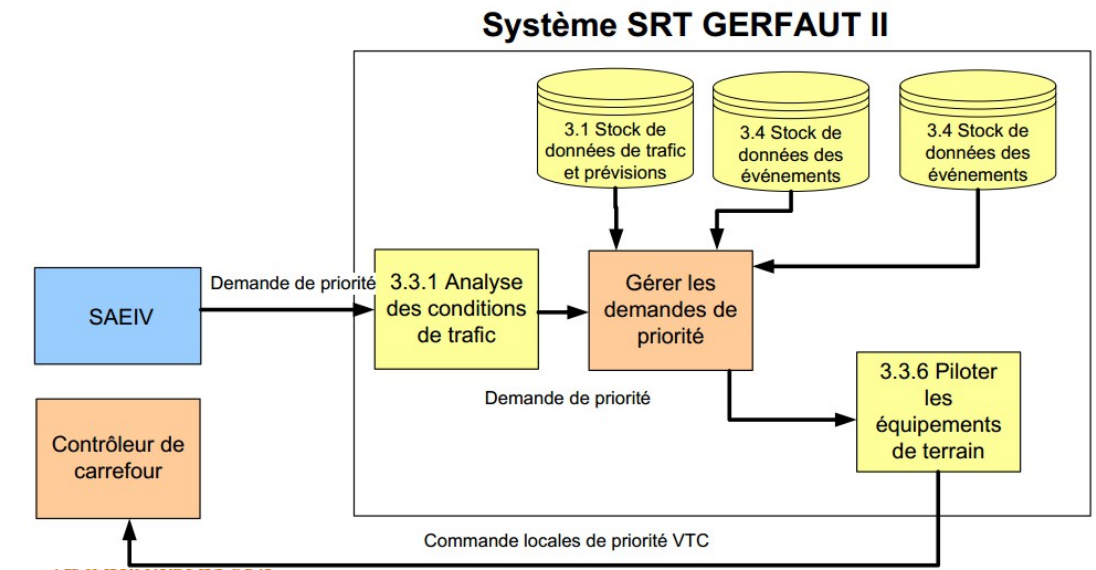 Système SRT GERFAUT II
3.1 Stock de
données de trafic
et prévisions
3.4 Stock de
données des
événements
3.4 Stock de
données des
événements
SAEIV
Demande de priorité
3.3.1 Analyse
des conditions
de trafic
Gérer les
demandes de
priorité
Demande de priorité
3.3.6 Piloter
les
équipements
de terrain
Contrôleur de
carrefour
Commande locales de priorité VTC